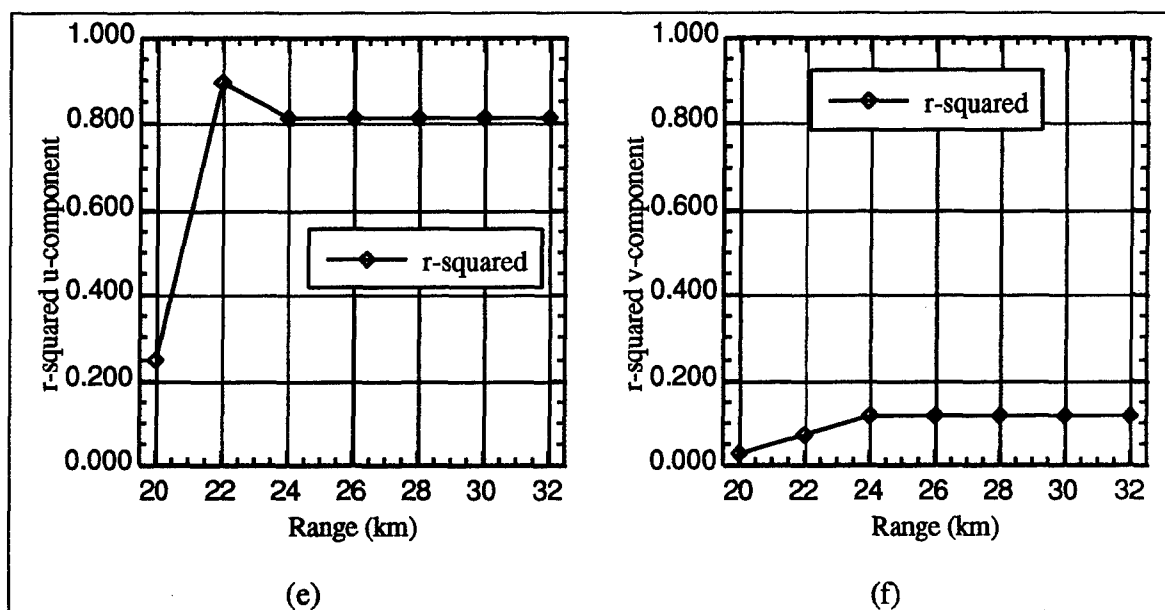 1.000
0.800
0.600
0.400
0.200
0.000
r-squared u-component
r-squared
20 22 24 26 28 30 32
Range (km)
(e)
1.000
0.800
0.600
0.400
0.200
0.000
r-squared v-component
r-squared
20 22 24 26 28 30 32
Range (km)
(f)